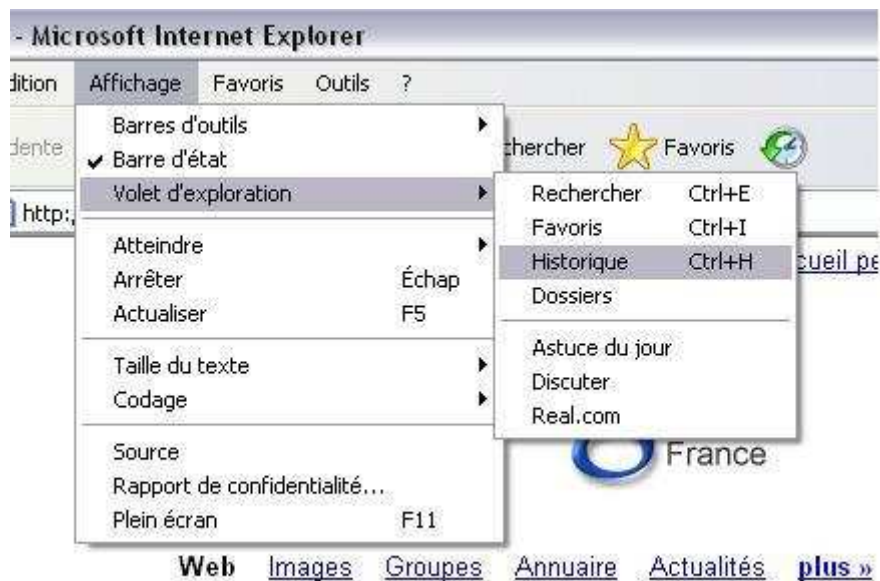 - Microsoft Internet Explorer
dition Affichage Favoris Outils ?
dente chercher Favoris
http:
Barres d'outils
Barre d'état
Volet d'exploration
Atteindre
Arrêter Échap
Actualiser F5
Taille du texte
Codage
Source
Rapport de confidentialité...
Plein écran F11
Rechercher Ctrl+E
Favoris Ctrl+I
Historique Ctrl+H
Dossiers
Astuce du jour
Discuter
Real.com
cueil pe
France
Web Images Groupes Annuaire Actualités plus »